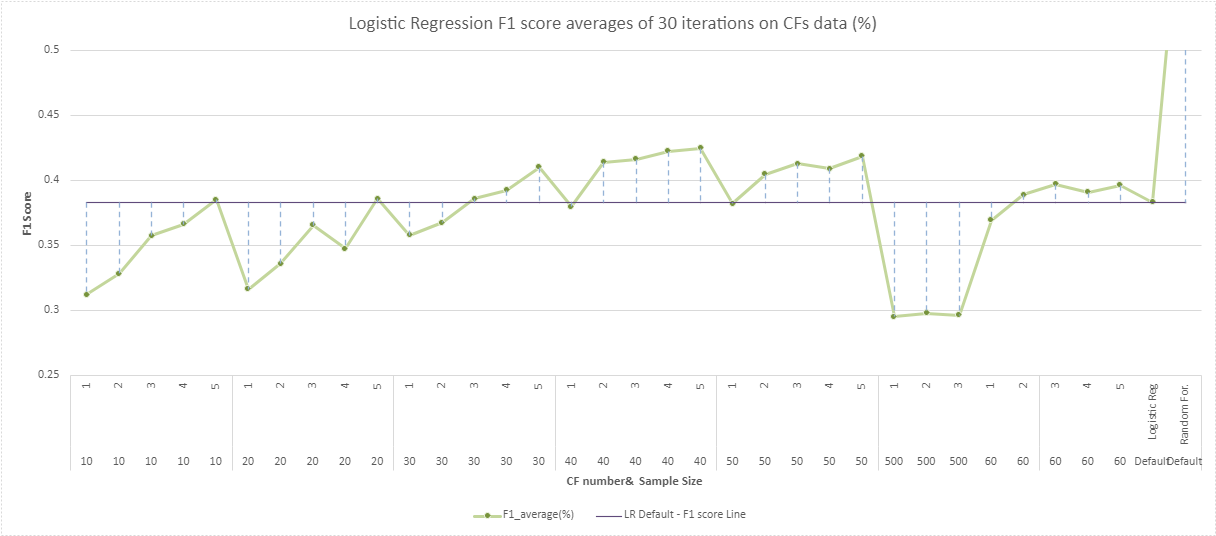 Logistic Regression F1 score averages of 30 iterations on CFs data (%)
0.5
0.45
0.4
0.35
0.3
0.25
F1 Score
1 2 3 4 5 1 2 3 4 5 1 2 3 4 5 1 2 3 4 5 1 2 3 4 5 1 2 3 1 2 3 4 5 Logistic Reg Random For.
10 10 10 10 10 20 20 20 20 20 30 30 30 30 30 40 40 40 40 40 50 50 50 50 50 500 500 500 60 60 60 60 60 Default Default
CF number& Sample Size
F1_average(%) LR Default - F1 score Line